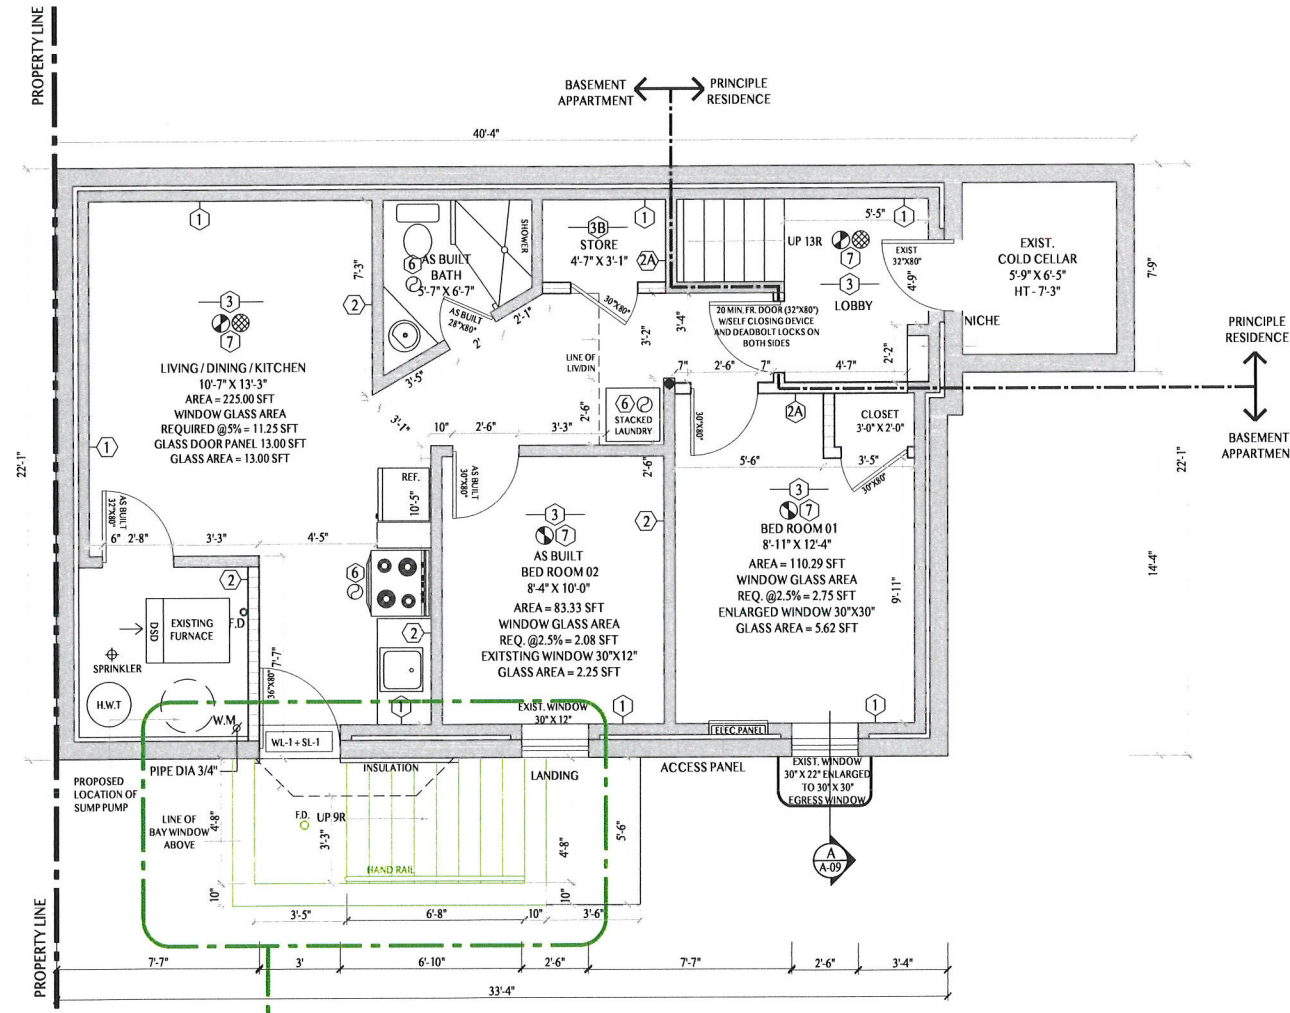 PROPERTY LINE
BASEMENT
APPARTMENT
PRINCIPLE
RESIDENCE
40'-4"
1
3B
STORE
4'-7" X 3'-1"
1
2A
UP 13R
7
3
LOBBY
5'-5"
1
EXIST
32"X80"
4'-9"
EXIST.
COLD CELLAR
5'-9" X 6'-5"
HT - 7'-3"
7'-9"
NICHE
SHOWER
6
AS BUILT
BATH
5'-7" X 6'-7"
7'-3"
2
AS BUILT
28"X80"
2'
2'-1"
3'-5"
3'-1"
30"X80"
3'-2"
3'-4"
20 MIN. FR. DOOR (32"X80")
W/SELF CLOSING DEVICE
AND DEADBOLT LOCKS ON
BOTH SIDES
LINE OF
LIV/DIN
7"
2'-6"
7"
4'-7"
2'-2"
PRINCIPLE
RESIDENCE
BASEMENT
APPARTMEN
3
7
LIVING / DINING / KITCHEN
10'-7" X 13'-3"
AREA = 225.00 SFT
WINDOW GLASS AREA
REQUIRED @5% = 11.25 SFT
GLASS DOOR PANEL 13.00 SFT
GLASS AREA = 13.00 SFT
1
22'-1"
10"
2'-6"
3'-3"
2'-6"
6
STACKED
LAUNDRY
2A
CLOSET
3'-0" X 2'-0"
30"X80"
5'-6"
3'-5"
30"X80"
2'-6"
22'-1"
14'-4"
AS BUILT
32"X80"
6"
2'-8"
3'-3"
4'-5"
REF.
10'-5"
AS BUILT
30"X80"
2
3
7
AS BUILT
BED ROOM 02
8'-4" X 10'-0"
AREA = 83.33 SFT
WINDOW GLASS AREA
REQ. @2.5% = 2.08 SFT
EXITSTING WINDOW 30"X12"
GLASS AREA = 2.25 SFT
3
7
BED ROOM 01
8'-11" X 12'-4"
AREA = 110.29 SFT
WINDOW GLASS AREA
REQ. @2.5% = 2.75 SFT
ENLARGED WINDOW 30"X30"
GLASS AREA = 5.62 SFT
9'-11"
2
6
2
DSD
EXISTING
FURNACE
F.D
SPRINKLER
H.W.T
W.M
7'-7"
36"X80"
1
EXIST. WINDOW
30" X 12"
1
1
WL-1 + SL-1
ELEC.PANEL
PROPOSED
LOCATION OF
SUMP PUMP
PIPE DIA 3/4"
INSULATION
LANDING
ACCESS PANEL
EXIST. WINDOW
30" X 22" ENLARGED
TO 30" X 30"
EGRESS WINDOW
LINE OF
BAY WINDOW
ABOVE
4'-8"
F.D.
UP 9R
3'-3"
HAND RAIL
4'-8"
5'-6"
A
A-09
10"
10"
3'-5"
6'-8"
10"
3'-6"
PROPERTY LINE
7'-7"
3'
6'-10"
2'-6"
7'-7"
2'-6"
3'-4"
33'-4"